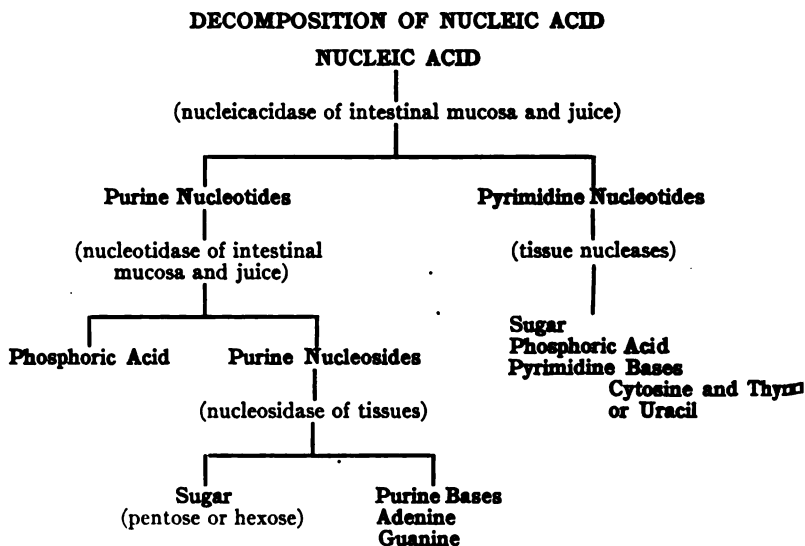 DECOMPOSITION OF NUCLEIC ACID
NUCLEIC ACID
(nucleicacidase of intestinal mucosa and juice)
Purine Nucleotides
Pyrimidine Nucleotides
(nucleotidase of intestinal
mucosa and juice)
(tissue nucleases)
Phosphoric Acid
Purine Nucleosides
Sugar
Phosphoric Acid
Pyrimidine Bases
Cytosine and
or Uracil
(nucleosidase of tissues)
Sugar
(pentose or hexose)
Purine Bases
Adenine
Guanine